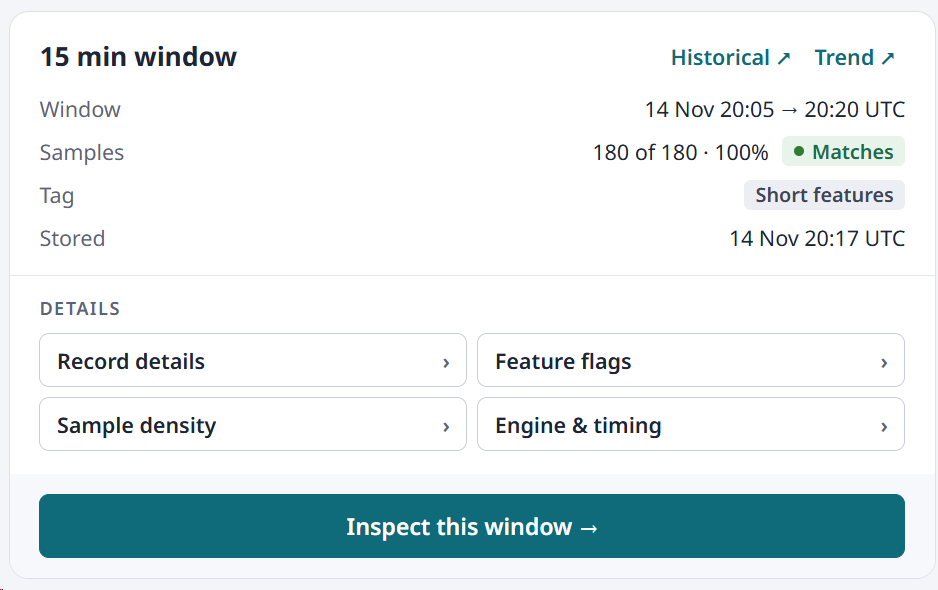 15 min window Historical ↗ Trend ↗
Window 14 Nov 20:05 → 20:20 UTC
Samples 180 of 180 · 100% ● Matches
Tag Short features
Stored 14 Nov 20:17 UTC
DETAILS
Record details › Feature flags ›
Sample density › Engine & timing ›
Inspect this window →